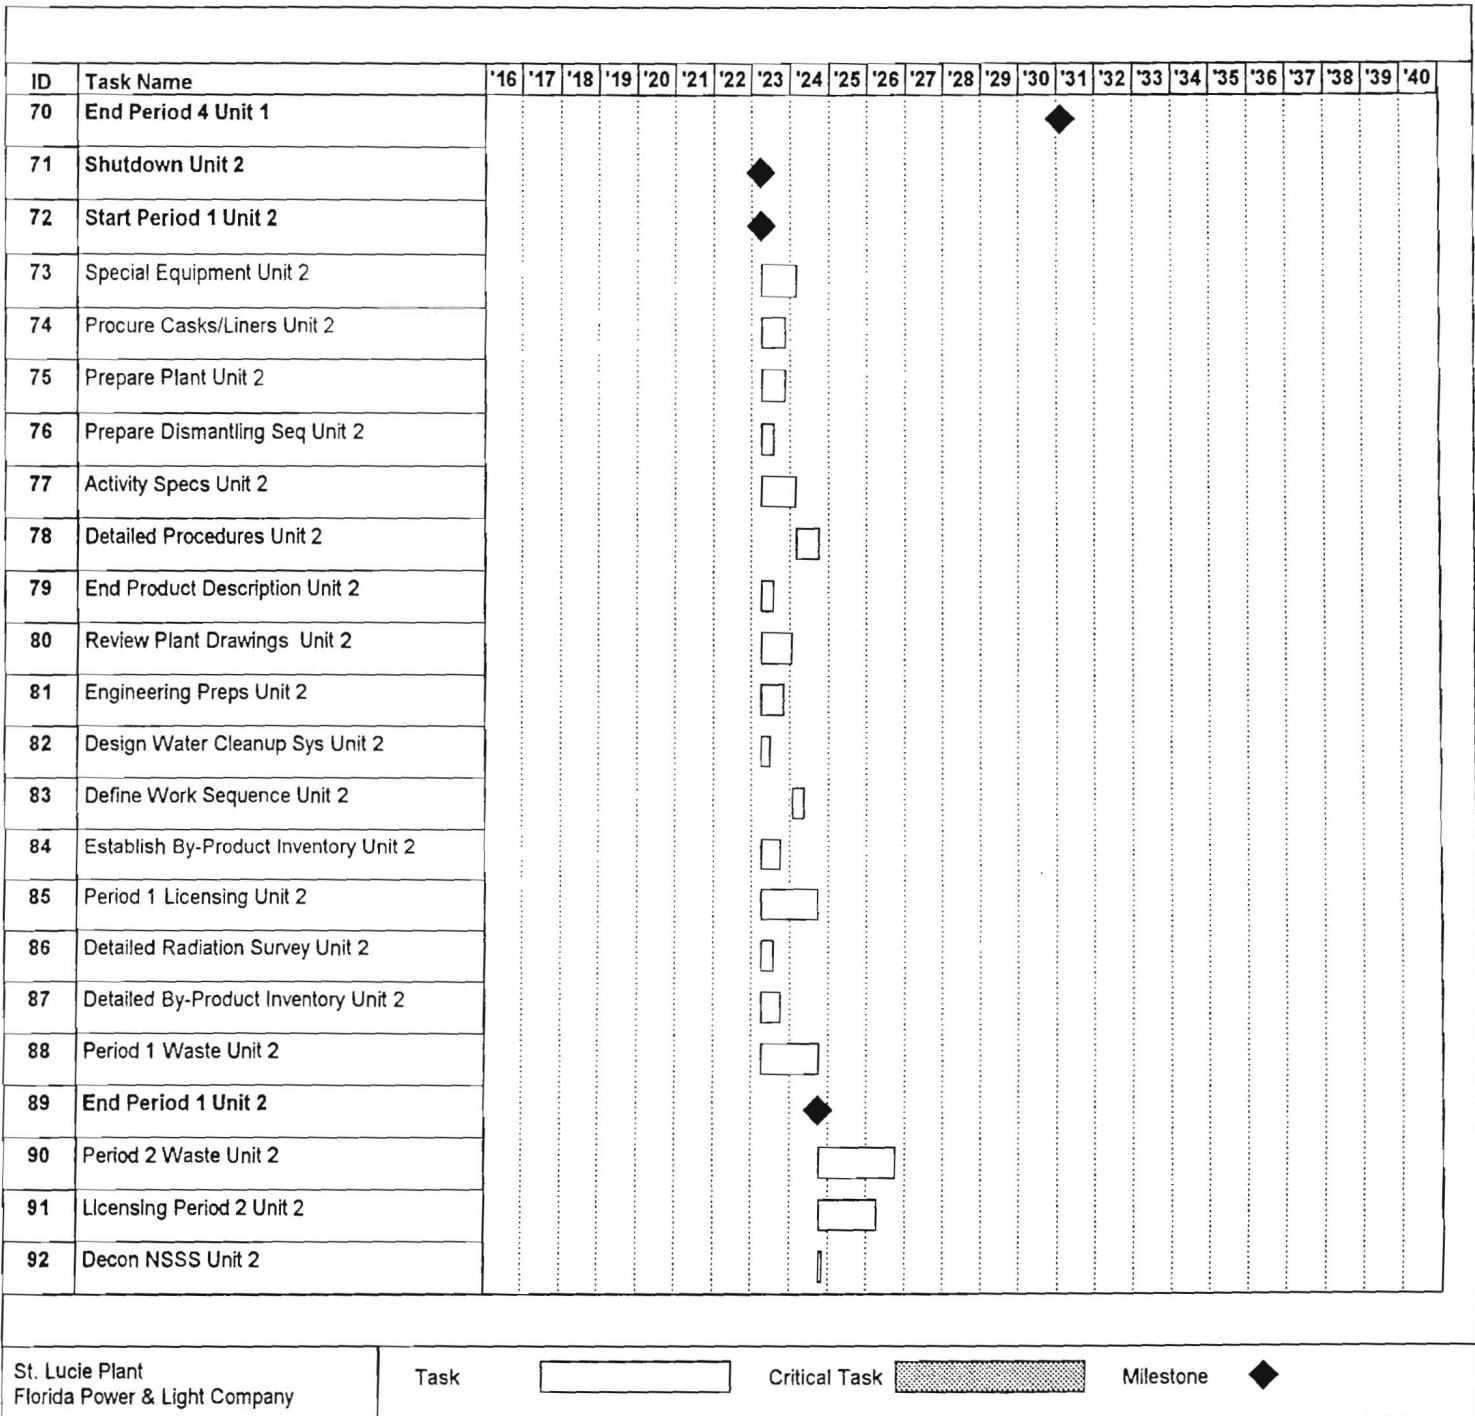 ID Task Name '16 '17 '18 '19 '20 '21 '22 '23 '24 '25 '26 '27 '28 '29 '30 '31 '32 '33 '34 '35 '36 '37 '38 '39 '40
70 End Period 4 Unit 1
71 Shutdown Unit 2
72 Start Period 1 Unit 2
73 Special Equipment Unit 2
74 Procure Casks/Liners Unit 2
75 Prepare Plant Unit 2
76 Prepare Dismantling Seq Unit 2
77 Activity Specs Unit 2
78 Detailed Procedures Unit 2
79 End Product Description Unit 2
80 Review Plant Drawings Unit 2
81 Engineering Preps Unit 2
82 Design Water Cleanup Sys Unit 2
83 Define Work Sequence Unit 2
84 Establish By-Product Inventory Unit 2
85 Period 1 Licensing Unit 2
86 Detailed Radiation Survey Unit 2
87 Detailed By-Product Inventory Unit 2
88 Period 1 Waste Unit 2
89 End Period 1 Unit 2
90 Period 2 Waste Unit 2
91 Licensing Period 2 Unit 2
92 Decon NSSS Unit 2
St. Lucie Plant
Florida Power & Light Company
Task Critical Task Milestone